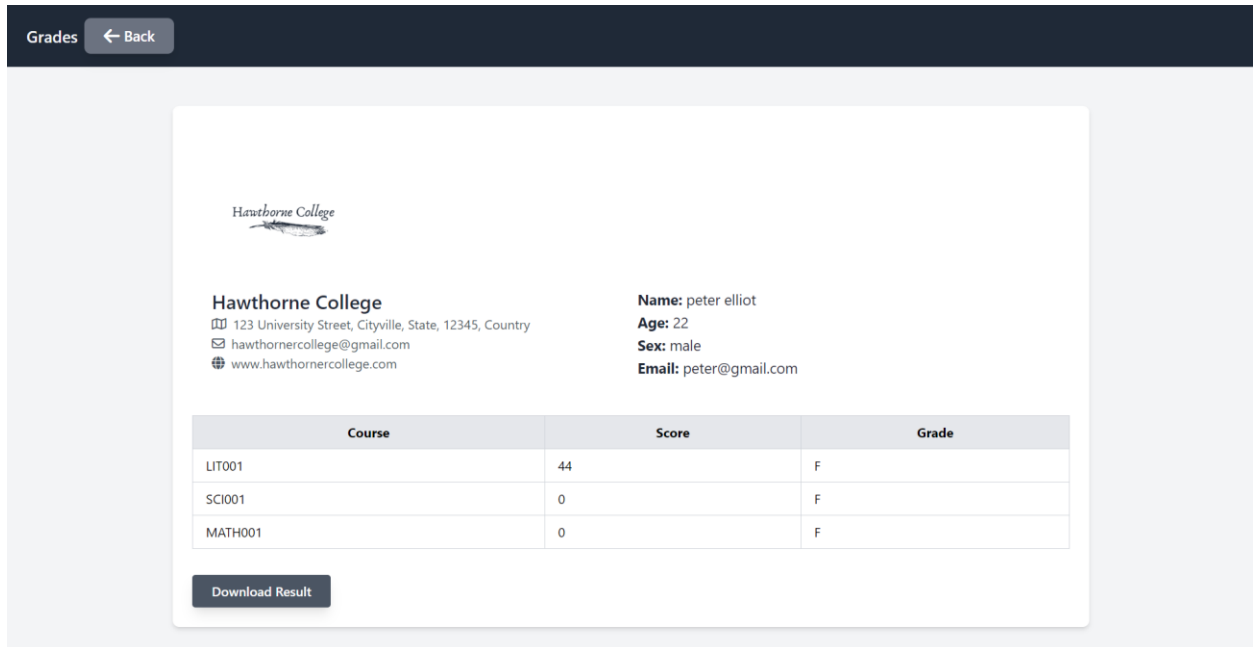 Grades
Back
Hawthorne College
Hawthorne College
123 University Street, Cityville, State, 12345, Country
hawthornercollege@gmail.com
www.hawthornercollege.com
Name: peter elliot
Age: 22
Sex: male
Email: peter@gmail.com
Course Score Grade
LIT001 44 F
SCI001 0 F
MATH001 0 F
Download Result